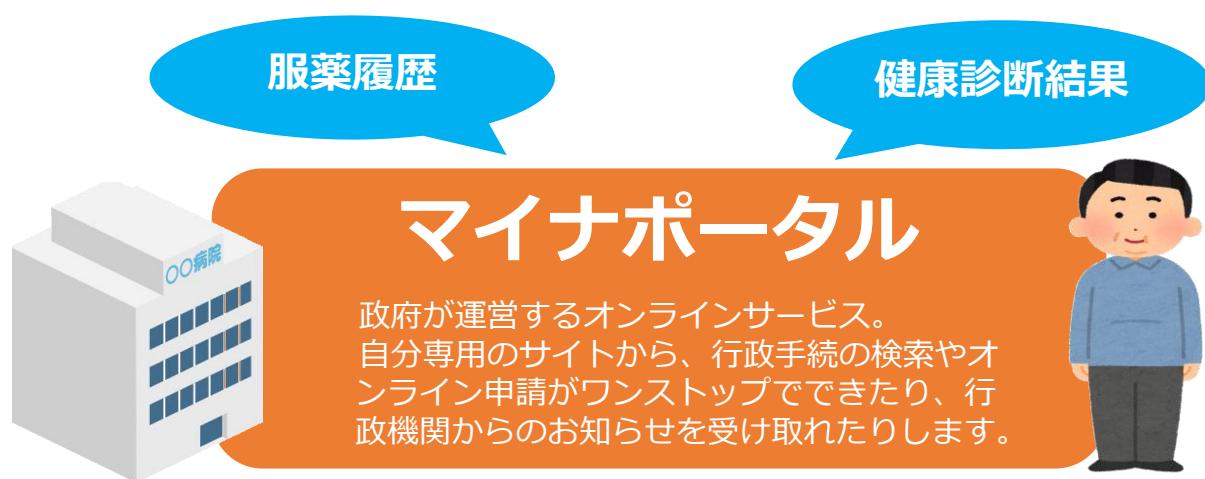 服薬履歴
健康診断結果
〇〇病院
マイナポータル
政府が運営するオンラインサービス。
自分専用のサイトから、行政手続の検索やオ
ンライン申請がワンストップでできたり、行
政機関からのお知らせを受け取れたりします。